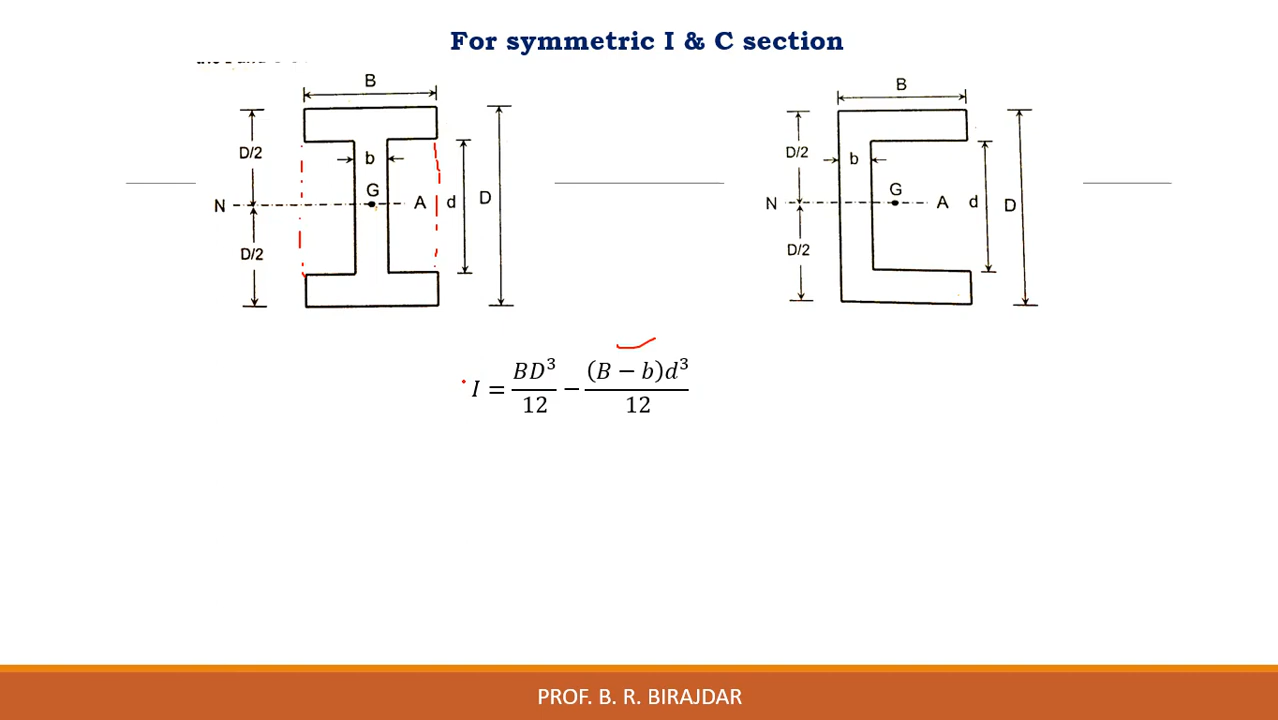 For symmetric I & C section
B
B
D/2
b
D/2
b
G
G
N
A
d
D
N
A
d
D
D/2
D/2
I = BD³/12 − (B − b)d³/12
PROF. B. R. BIRAJDAR